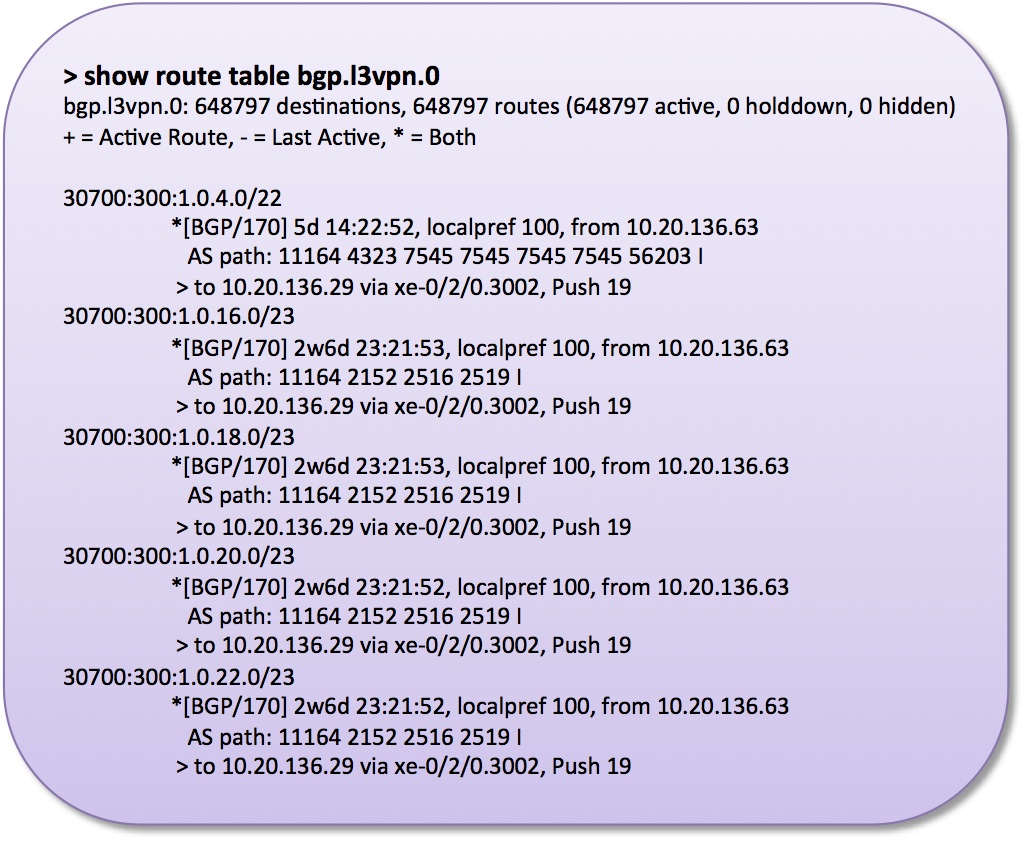 > show route table bgp.l3vpn.0
bgp.l3vpn.0: 648797 destinations, 648797 routes (648797 active, 0 holddown, 0 hidden)
+ = Active Route, - = Last Active, * = Both
30700:300:1.0.4.0/22
*[BGP/170] 5d 14:22:52, localpref 100, from 10.20.136.63
AS path: 11164 4323 7545 7545 7545 7545 56203 I
> to 10.20.136.29 via xe-0/2/0.3002, Push 19
30700:300:1.0.16.0/23
*[BGP/170] 2w6d 23:21:53, localpref 100, from 10.20.136.63
AS path: 11164 2152 2516 2519 I
> to 10.20.136.29 via xe-0/2/0.3002, Push 19
30700:300:1.0.18.0/23
*[BGP/170] 2w6d 23:21:53, localpref 100, from 10.20.136.63
AS path: 11164 2152 2516 2519 I
> to 10.20.136.29 via xe-0/2/0.3002, Push 19
30700:300:1.0.20.0/23
*[BGP/170] 2w6d 23:21:52, localpref 100, from 10.20.136.63
AS path: 11164 2152 2516 2519 I
> to 10.20.136.29 via xe-0/2/0.3002, Push 19
30700:300:1.0.22.0/23
*[BGP/170] 2w6d 23:21:52, localpref 100, from 10.20.136.63
AS path: 11164 2152 2516 2519 I
> to 10.20.136.29 via xe-0/2/0.3002, Push 19